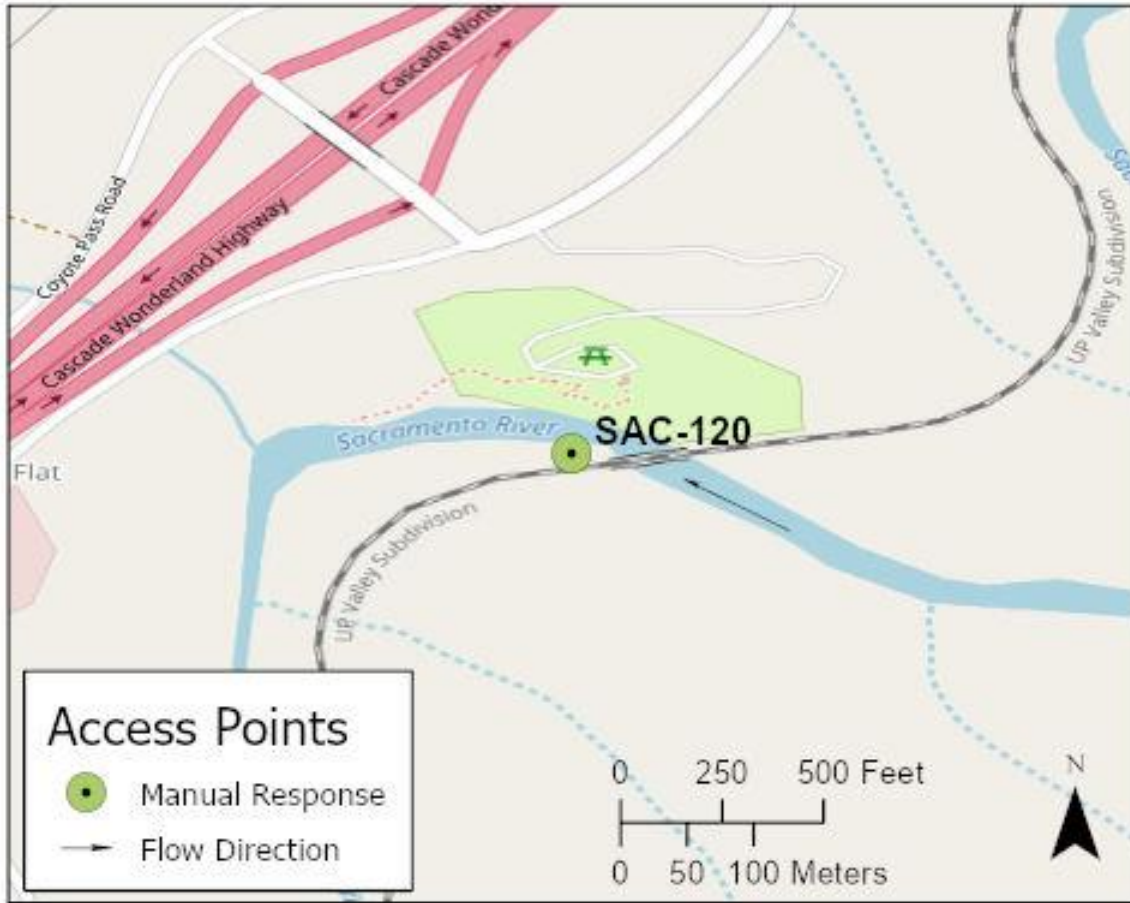 Cascade Won
Cascade Wonderland Highway
Coyote Pass Road
UP Valley Subdivision
Sacramento River
SAC-120
Flat
UP Valley Subdivision
Access Points
Manual Response
Flow Direction
0 250 500 Feet
0 50 100 Meters
N